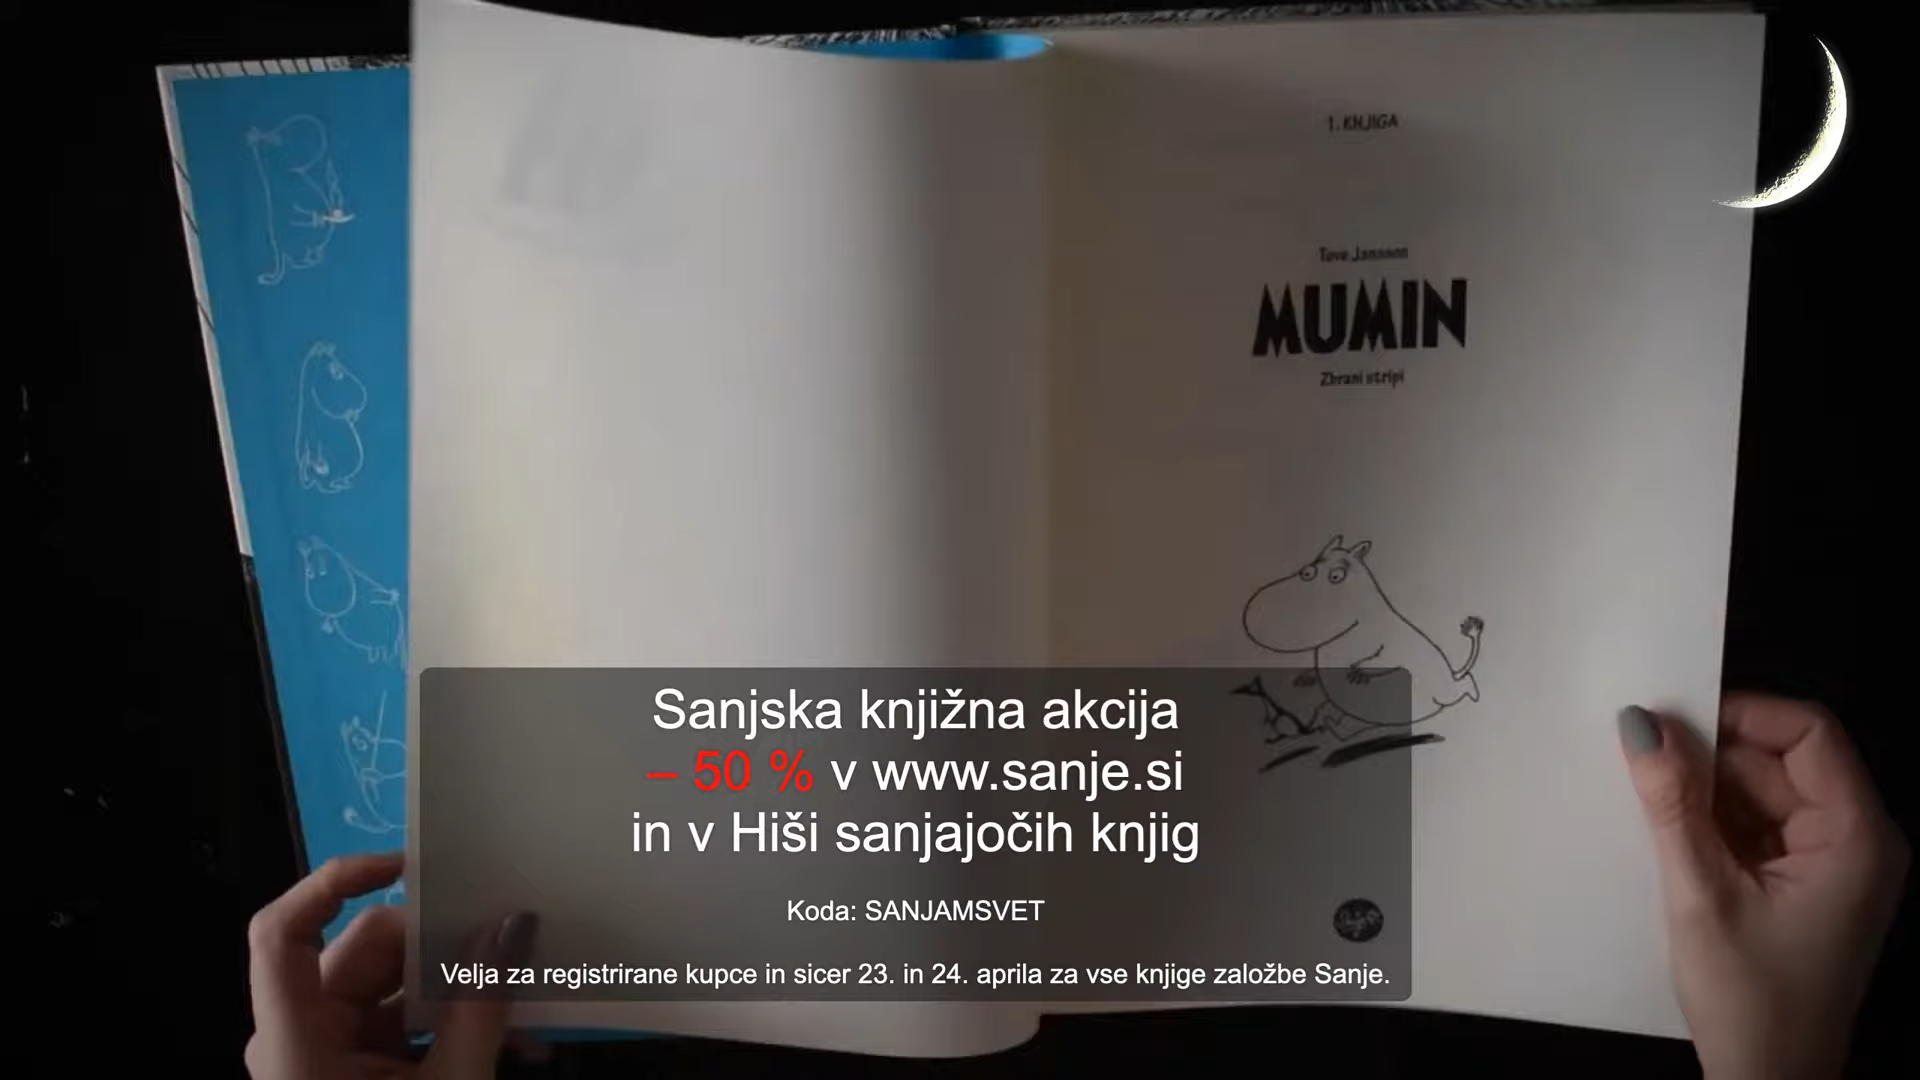 1. KNJIGA
Tove Jansson
MUMIN
Zbrani stripi
Sanjska knjižna akcija
– 50 % v www.sanje.si
in v Hiši sanjajočih knjig
Koda: SANJAMSVET
Velja za registrirane kupce in sicer 23. in 24. aprila za vse knjige založbe Sanje.